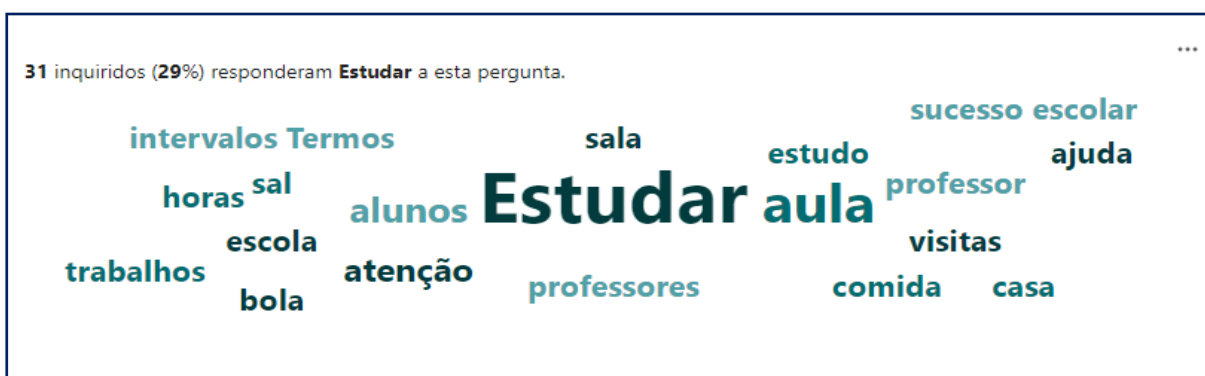 ...
31 inquiridos (29%) responderam Estudar a esta pergunta.
sucesso escolar
intervalos Termos
sala
estudo
ajuda
sal
horas
alunos
Estudar
aula
professor
escola
visitas
trabalhos
atenção
professores
comida
casa
bola